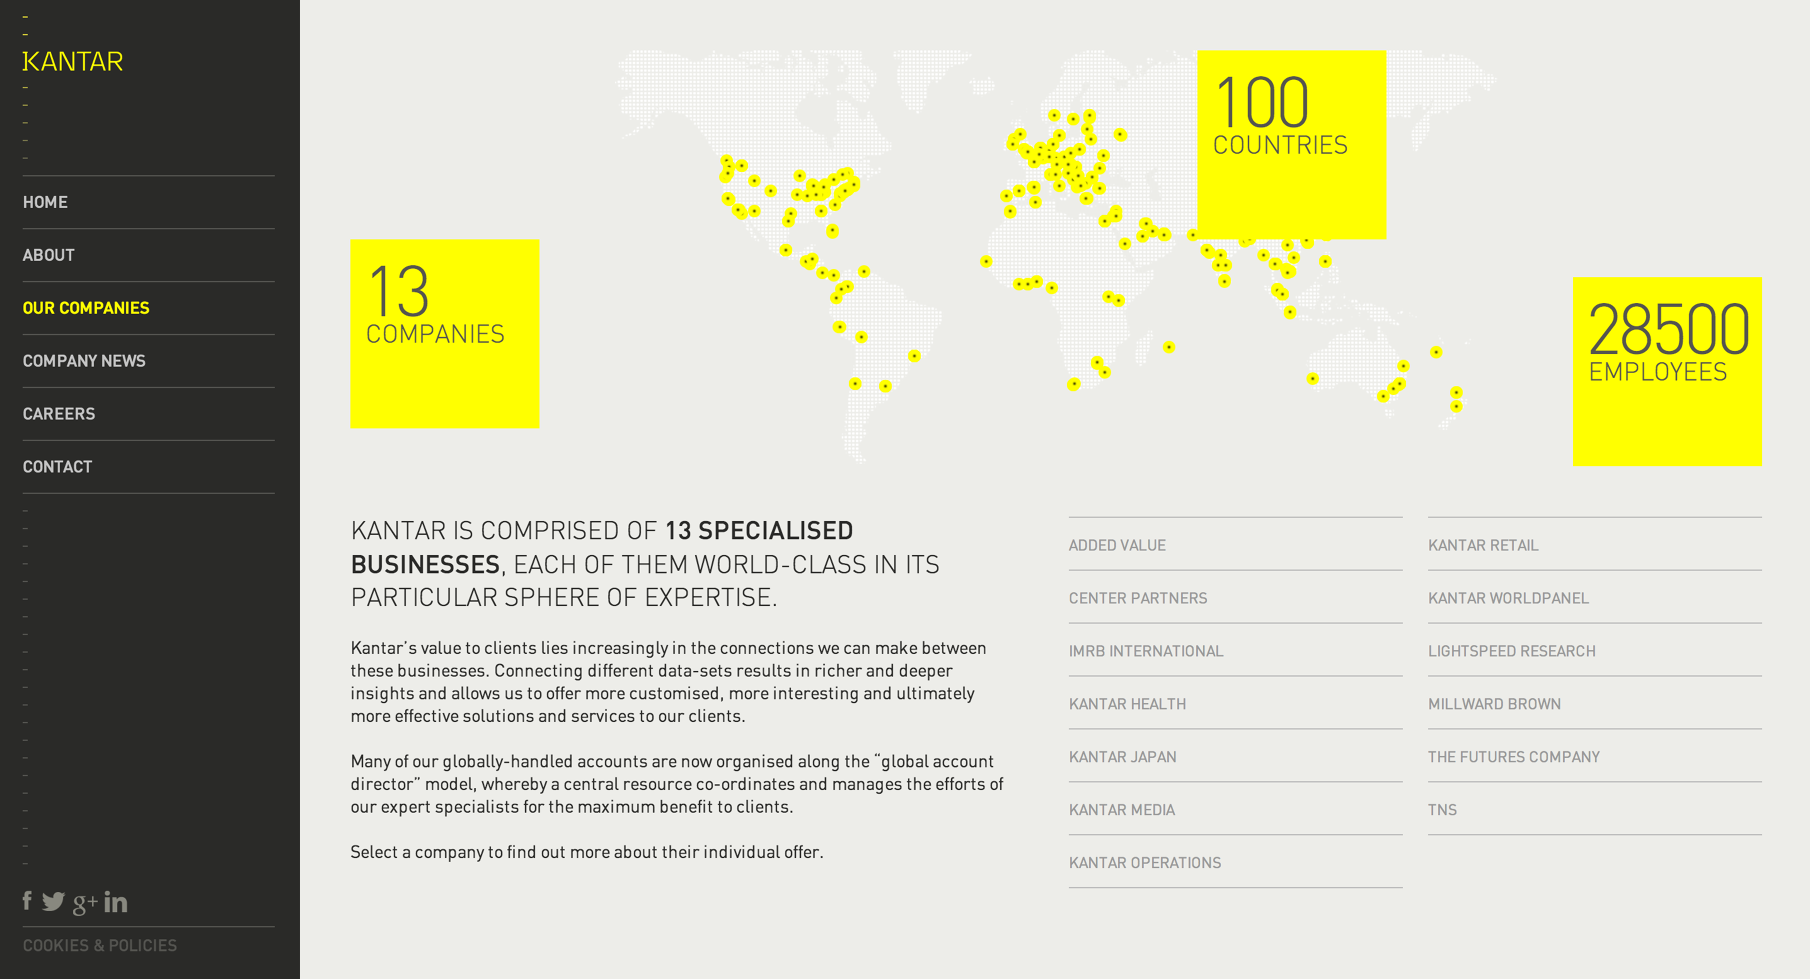 KANTAR
HOME
ABOUT
OUR COMPANIES
COMPANY NEWS
CAREERS
CONTACT
f g+ in
COOKIES & POLICIES
100
COUNTRIES
13
COMPANIES
28500
EMPLOYEES
KANTAR IS COMPRISED OF 13 SPECIALISED
BUSINESSES, EACH OF THEM WORLD-CLASS IN ITS
PARTICULAR SPHERE OF EXPERTISE.
Kantar’s value to clients lies increasingly in the connections we can make between
these businesses. Connecting different data-sets results in richer and deeper
insights and allows us to offer more customised, more interesting and ultimately
more effective solutions and services to our clients.
Many of our globally-handled accounts are now organised along the “global account
director” model, whereby a central resource co-ordinates and manages the efforts of
our expert specialists for the maximum benefit to clients.
Select a company to find out more about their individual offer.
ADDED VALUE
CENTER PARTNERS
IMRB INTERNATIONAL
KANTAR HEALTH
KANTAR JAPAN
KANTAR MEDIA
KANTAR OPERATIONS
KANTAR RETAIL
KANTAR WORLDPANEL
LIGHTSPEED RESEARCH
MILLWARD BROWN
THE FUTURES COMPANY
TNS